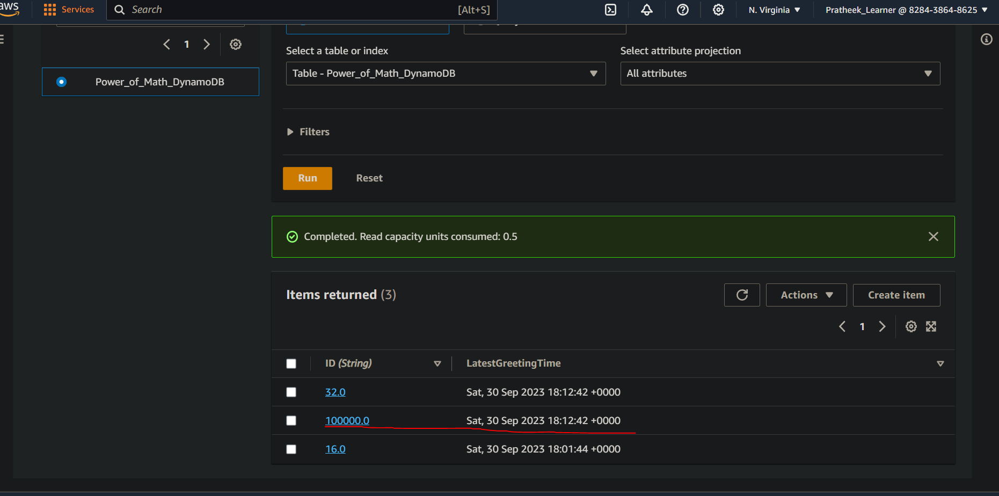 aws Services Search [Alt+S] N. Virginia Pratheek_Learner @ 8284-3864-8625
1
Select a table or index Select attribute projection
Power_of_Math_DynamoDB Table - Power_of_Math_DynamoDB All attributes
Filters
Run Reset
Completed. Read capacity units consumed: 0.5
Items returned (3) Actions Create item
1
ID (String) LatestGreetingTime
32.0 Sat, 30 Sep 2023 18:12:42 +0000
100000.0 Sat, 30 Sep 2023 18:12:42 +0000
16.0 Sat, 30 Sep 2023 18:01:44 +0000